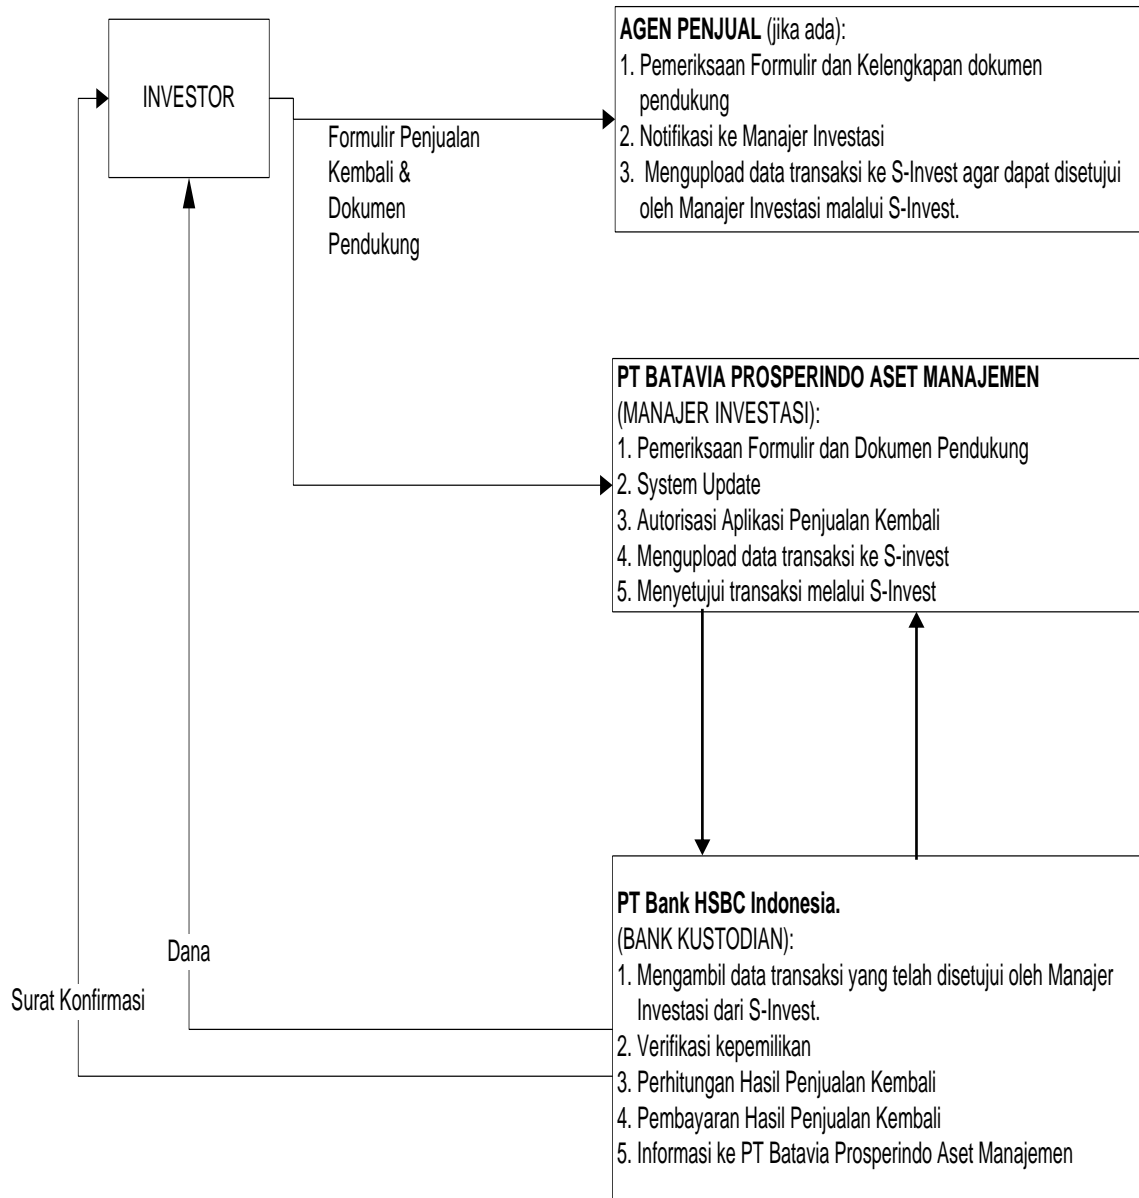 INVESTOR
Formulir Penjualan
Kembali &
Dokumen
Pendukung
AGEN PENJUAL (jika ada):
1. Pemeriksaan Formulir dan Kelengkapan dokumen
pendukung
2. Notifikasi ke Manajer Investasi
3. Mengupload data transaksi ke S-Invest agar dapat disetujui
oleh Manajer Investasi malalui S-Invest.
PT BATAVIA PROSPERINDO ASET MANAJEMEN
(MANAJER INVESTASI):
1. Pemeriksaan Formulir dan Dokumen Pendukung
2. System Update
3. Autorisasi Aplikasi Penjualan Kembali
4. Mengupload data transaksi ke S-invest
5. Menyetujui transaksi melalui S-Invest
Dana
Surat Konfirmasi
PT Bank HSBC Indonesia.
(BANK KUSTODIAN):
1. Mengambil data transaksi yang telah disetujui oleh Manajer
Investasi dari S-Invest.
2. Verifikasi kepemilikan
3. Perhitungan Hasil Penjualan Kembali
4. Pembayaran Hasil Penjualan Kembali
5. Informasi ke PT Batavia Prosperindo Aset Manajemen